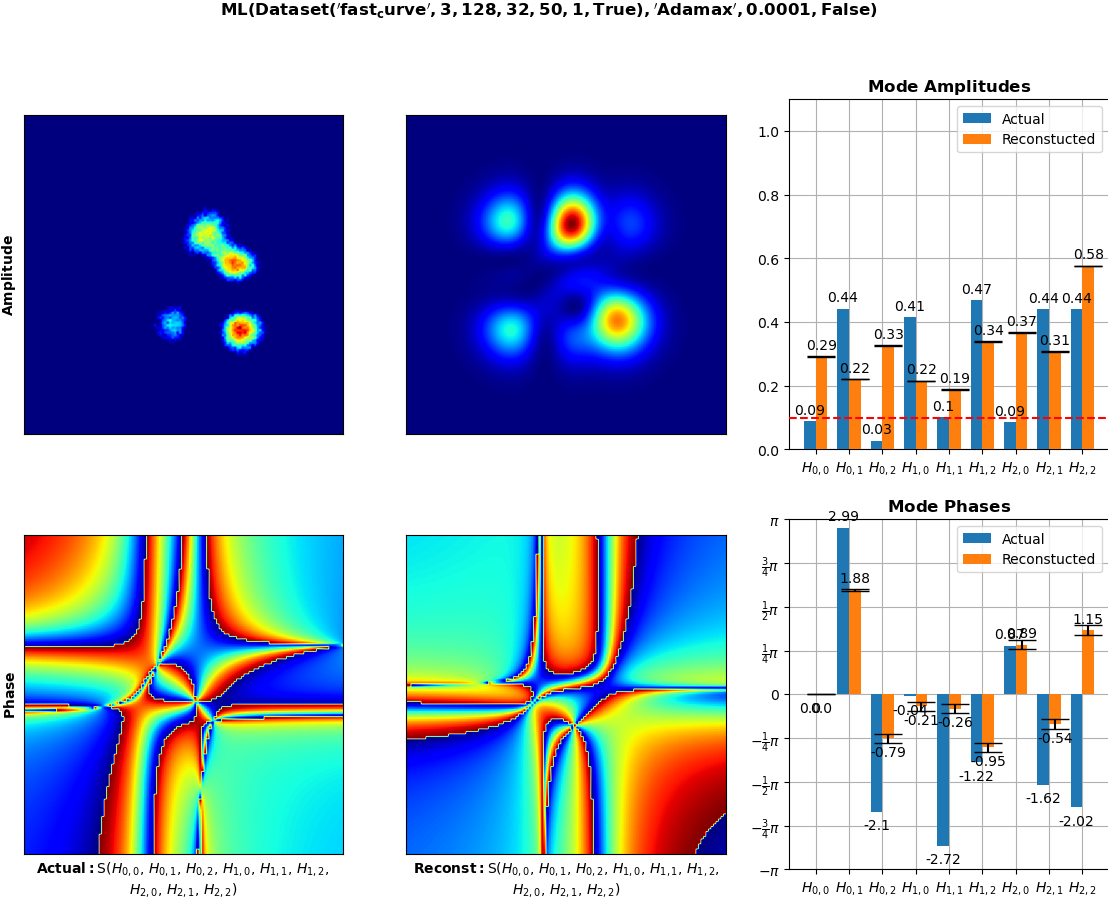 ML(Dataset('fast_curve', 3, 128, 32, 50, 1, True), 'Adamax', 0.0001, False)
Amplitude
Mode Amplitudes
Actual
Reconstucted
1.0
0.8
0.6
0.4
0.2
0.0
0.09 0.44 0.03 0.41 0.1 0.47 0.09 0.44 0.44
0.29 0.22 0.33 0.22 0.19 0.34 0.37 0.31 0.58
H0,0 H0,1 H0,2 H1,0 H1,1 H1,2 H2,0 H2,1 H2,2
Phase
Mode Phases
Actual
Reconstucted
π
3/4π
1/2π
1/4π
0
−1/4π
−1/2π
−3/4π
−π
0.0 2.99 -2.1 -0.04 -2.72 -1.22 0.87 -1.62 -2.02
0.0 1.88 -0.79 -0.21 -0.26 -0.95 0.89 -0.54 1.15
H0,0 H0,1 H0,2 H1,0 H1,1 H1,2 H2,0 H2,1 H2,2
Actual: S(H0,0, H0,1, H0,2, H1,0, H1,1, H1,2,
H2,0, H2,1, H2,2)
Reconst: S(H0,0, H0,1, H0,2, H1,0, H1,1, H1,2,
H2,0, H2,1, H2,2)